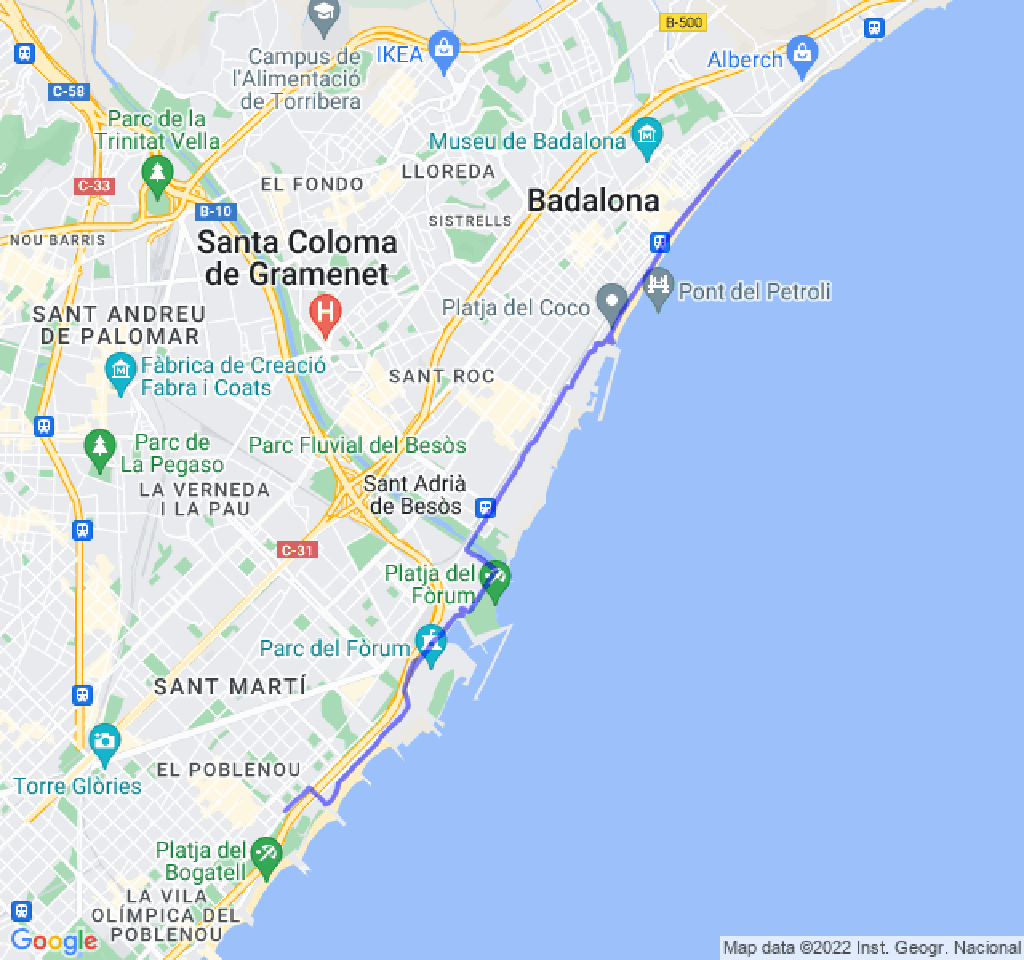 B-500
Campus de
l'Alimentació
de Torribera
IKEA
Alberch
C-58
Parc de la
Trinitat Vella
Museu de Badalona
LLOREDA
EL FONDO
C-33
Badalona
B-10
SISTRELLS
NOU BARRIS
Santa Coloma
de Gramenet
H
Platja del Coco
Pont del Petroli
SANT ANDREU
DE PALOMAR
Fàbrica de Creació
Fabra i Coats
SANT ROC
Parc de
La Pegaso
Parc Fluvial del Besòs
LA VERNEDA
I LA PAU
Sant Adrià
de Besòs
C-31
Platja del
Fòrum
Parc del Fòrum
SANT MARTÍ
EL POBLENOU
Torre Glòries
Platja del
Bogatell
LA VILA
OLÍMPICA DEL
POBLENOU
Google
Map data ©2022 Inst. Geogr. Nacional